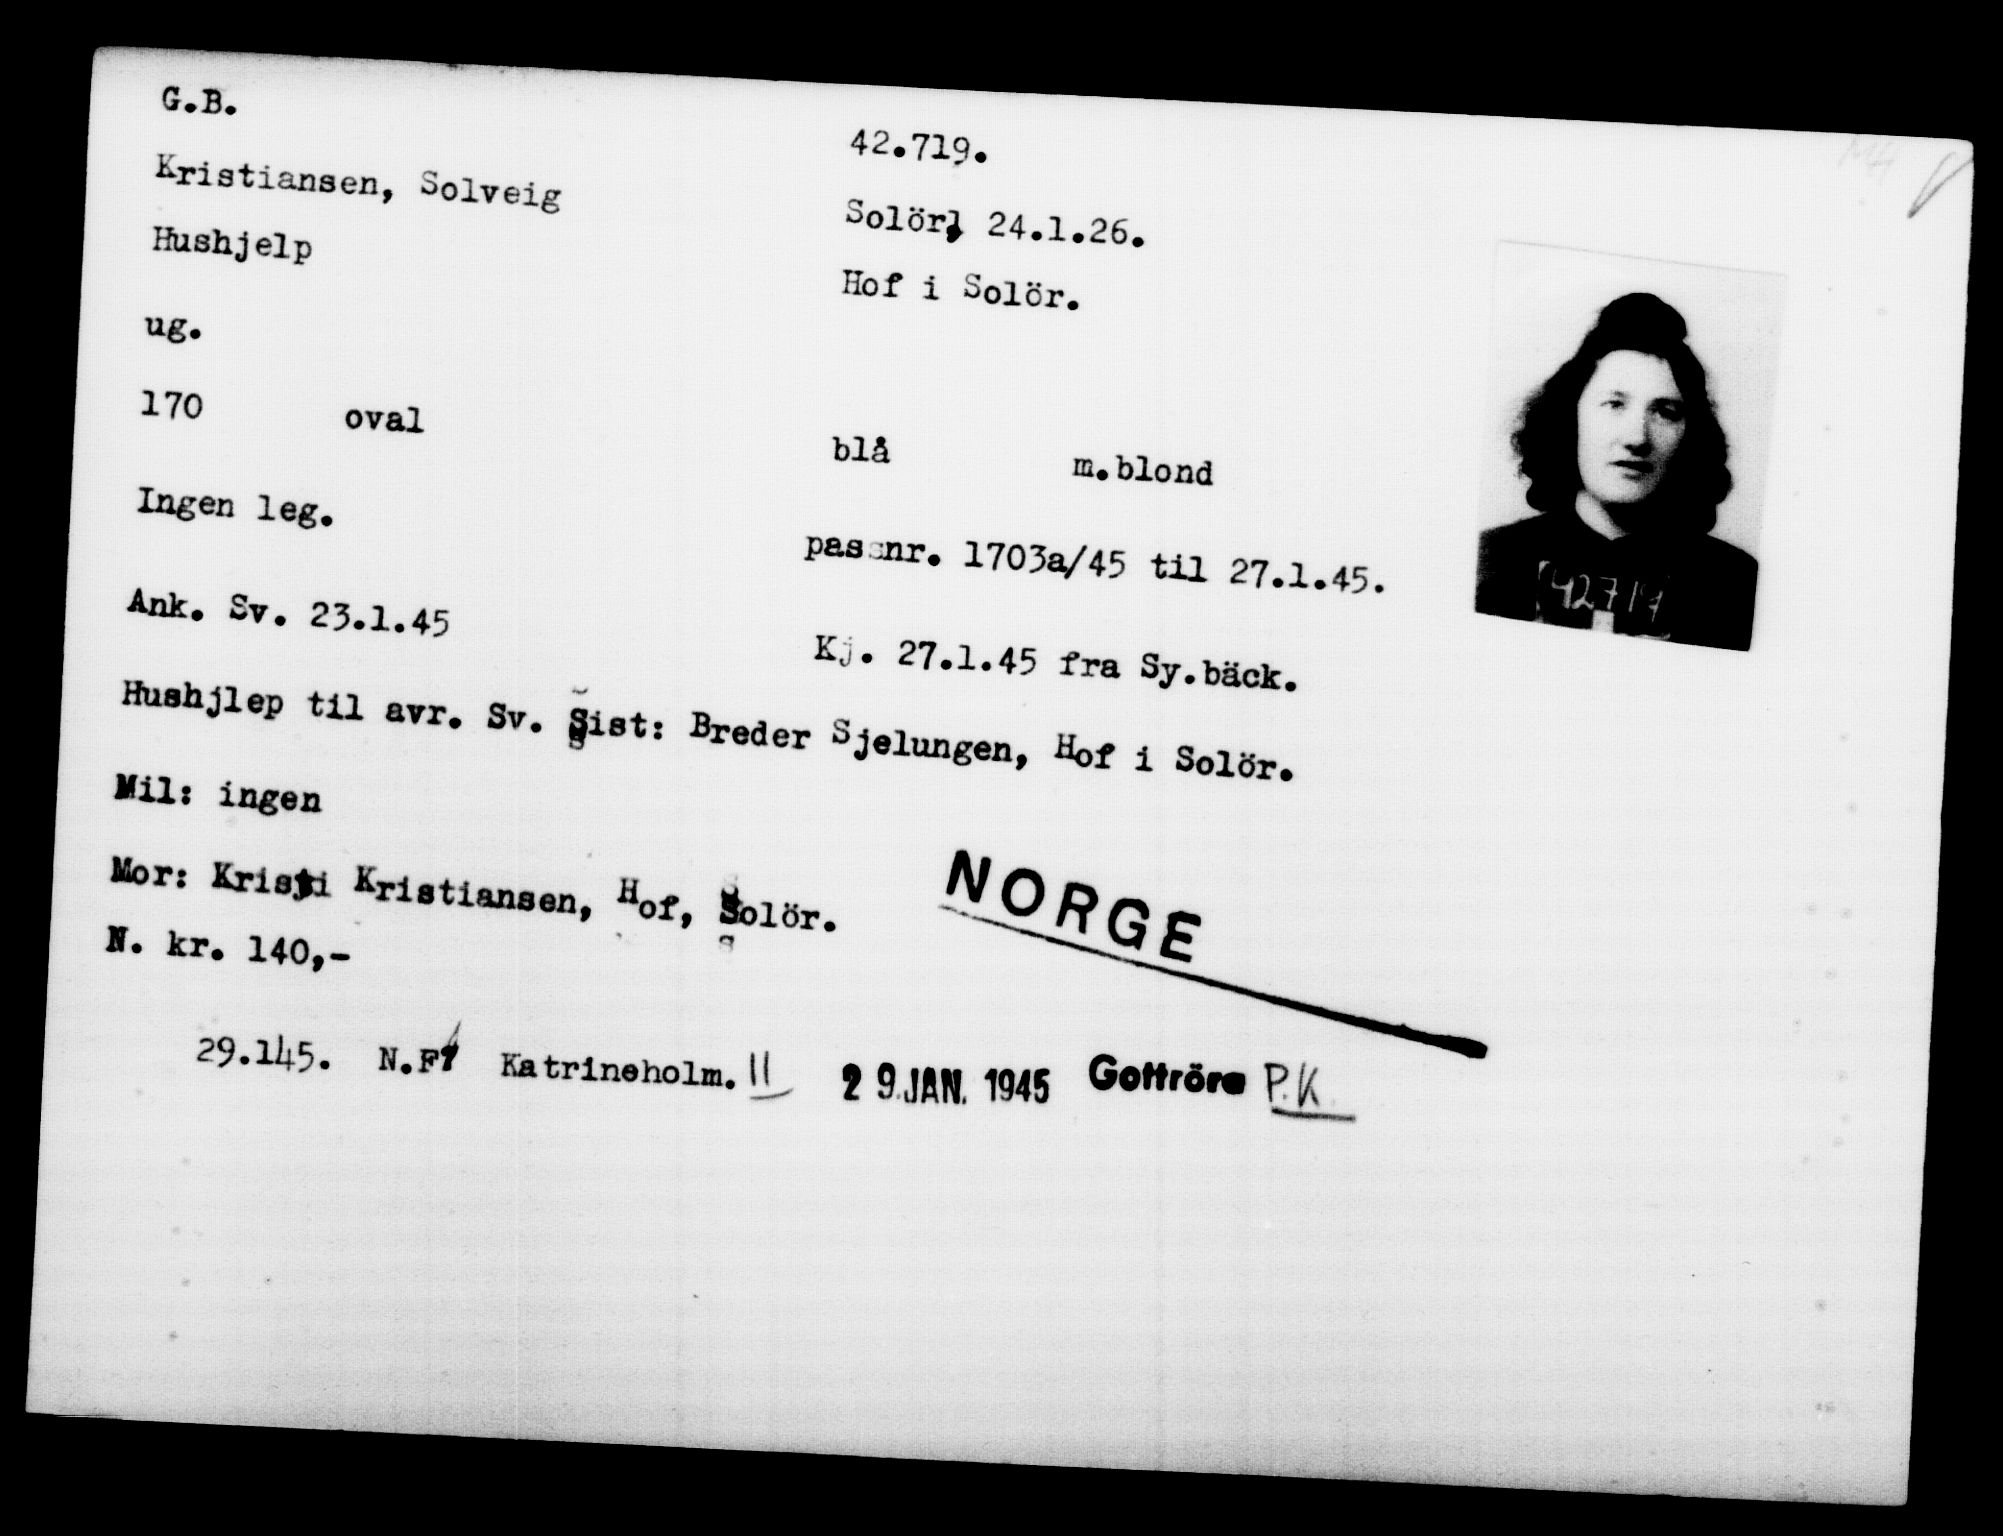 G.B.
42.719.
Kristiansen, Solveig
Solör, 24.1.26.
Hushjelp
Hof i Solör.
ug.
170 oval blå m.blond
Ingen leg.
passnr. 1703a/45 til 27.1.45.
Ank. Sv. 23.1.45
Kj. 27.1.45 fra Sy.bäck.
Hushjlep til avr. Sv. Sist: Breder Sjelungen, Hof i Solör.
Mil: ingen
Mor: Kristi Kristiansen, Hof, Solör.
N. kr. 140,-
NORGE
29.145. N.F. Katrineholm. II 29. JAN. 1945 Gottröra P.K.
42719